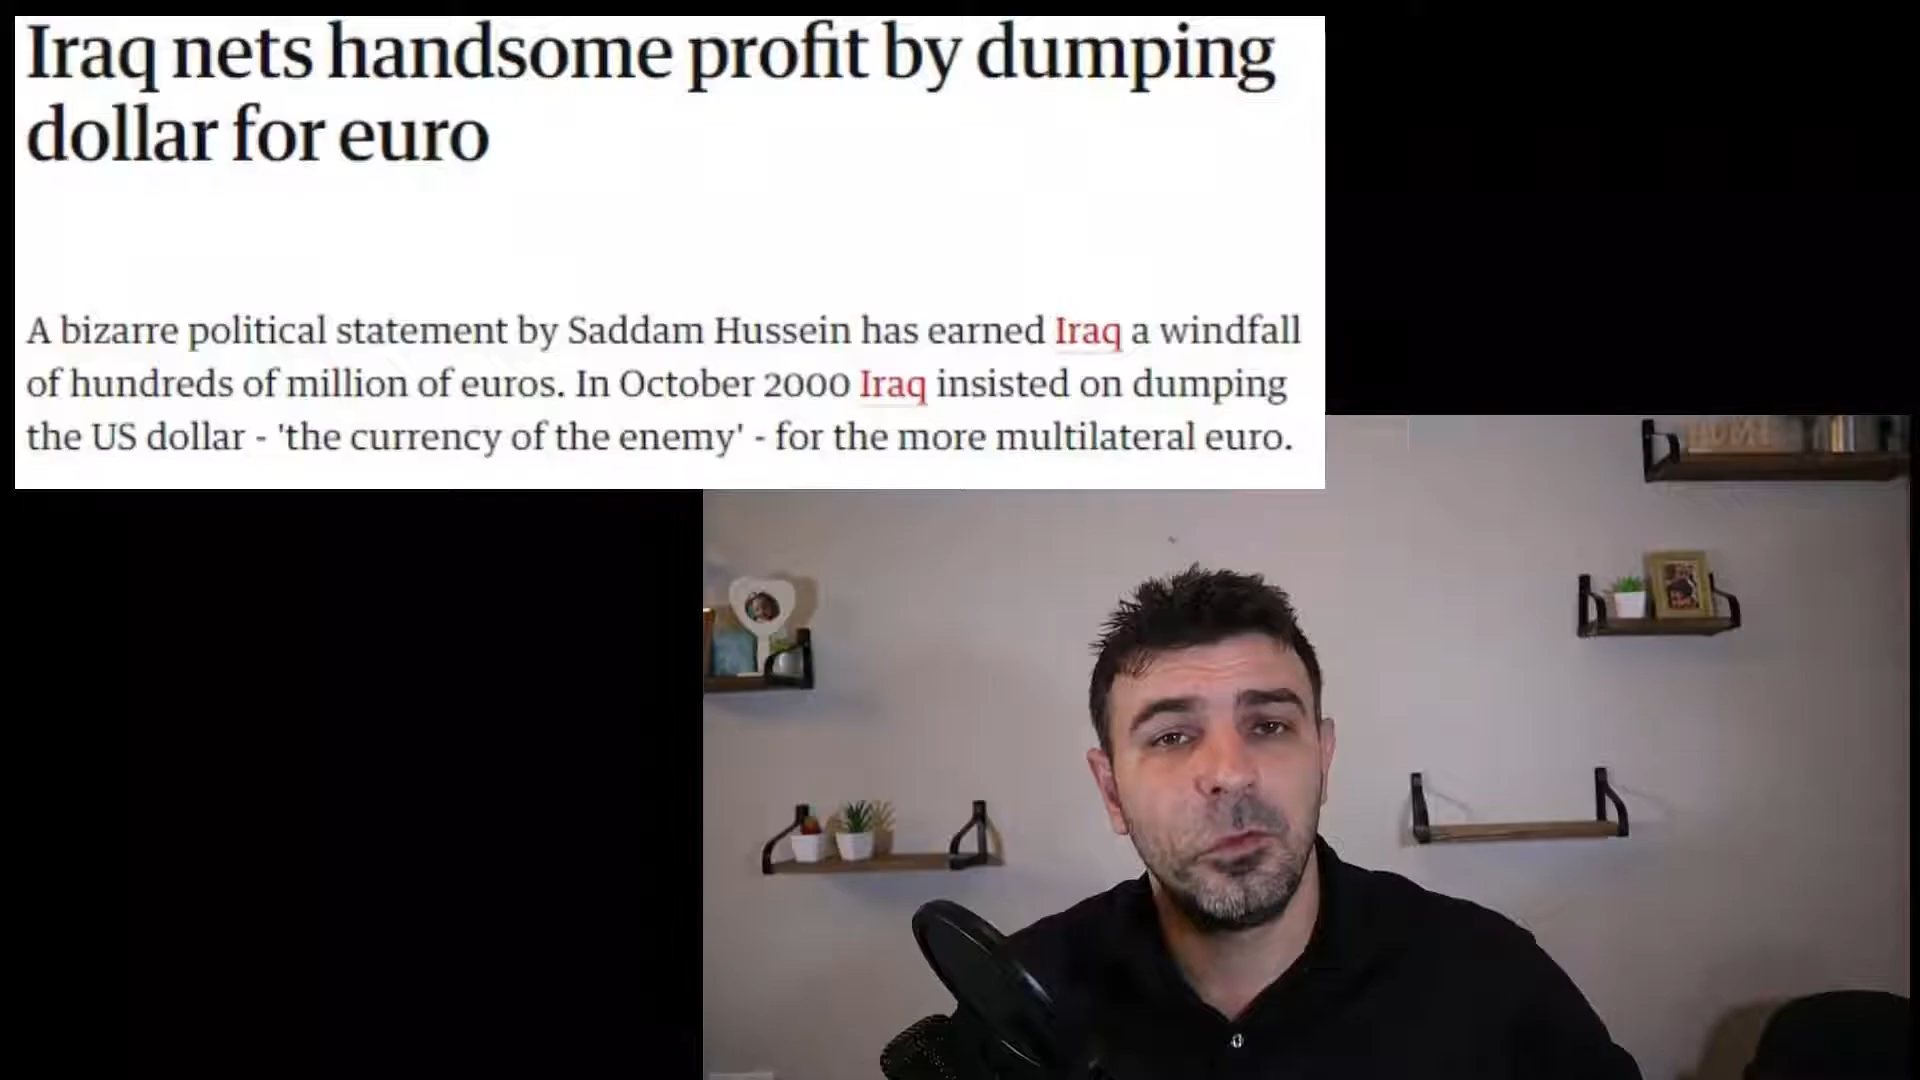 Iraq nets handsome profit by dumping
dollar for euro
A bizarre political statement by Saddam Hussein has earned Iraq a windfall
of hundreds of million of euros. In October 2000 Iraq insisted on dumping
the US dollar - 'the currency of the enemy' - for the more multilateral euro.
HOME